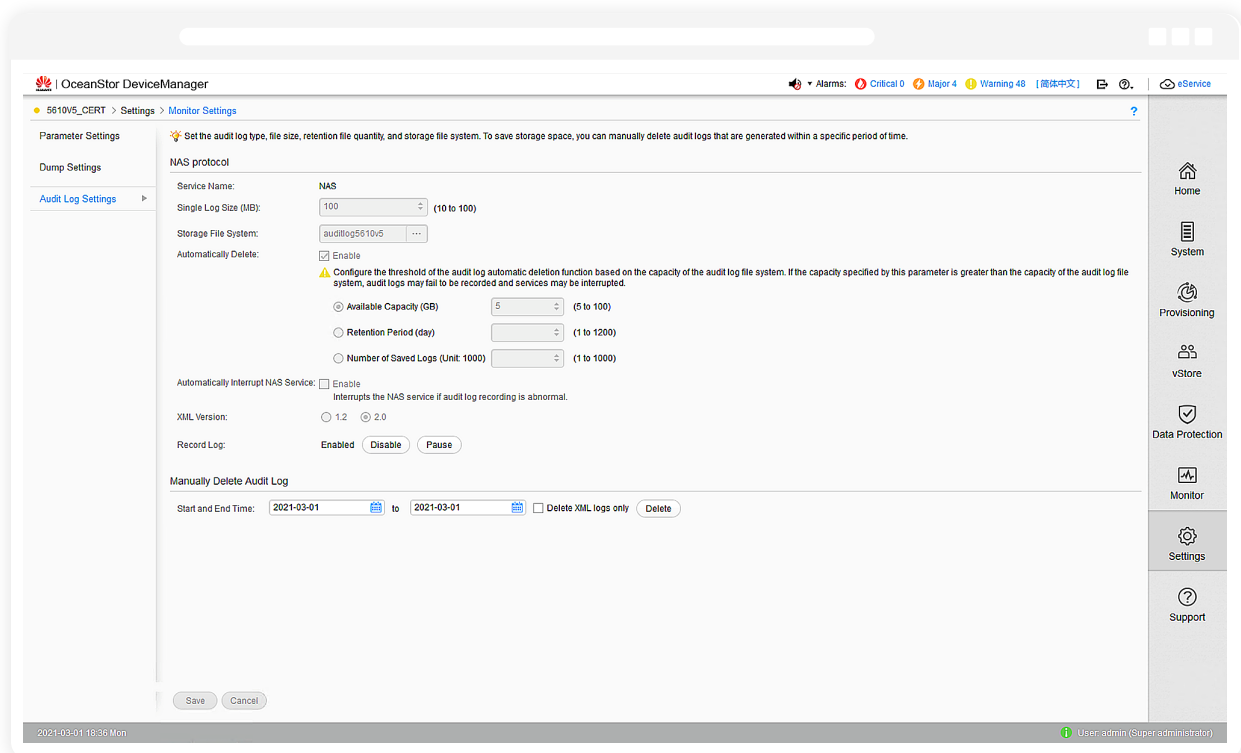 HUAWEI | OceanStor DeviceManager
Alarms: Critical 0 Major 4 Warning 48 [简体中文] eService
5610V5_CERT > Settings > Monitor Settings ?
Parameter Settings
Dump Settings
Audit Log Settings
Set the audit log type, file size, retention file quantity, and storage file system. To save storage space, you can manually delete audit logs that are generated within a specific period of time.
NAS protocol
Service Name: NAS
Single Log Size (MB): 100 (10 to 100)
Storage File System: auditlog5610v5 ...
Automatically Delete: Enable
Configure the threshold of the audit log automatic deletion function based on the capacity of the audit log file system. If the capacity specified by this parameter is greater than the capacity of the audit log file
system, audit logs may fail to be recorded and services may be interrupted.
Available Capacity (GB) 5 (5 to 100)
Retention Period (day) (1 to 1200)
Number of Saved Logs (Unit: 1000) (1 to 1000)
Automatically Interrupt NAS Service: Enable
Interrupts the NAS service if audit log recording is abnormal.
XML Version: 1.2 2.0
Record Log: Enabled Disable Pause
Manually Delete Audit Log
Start and End Time: 2021-03-01 to 2021-03-01 Delete XML logs only Delete
Save Cancel
Home
System
Provisioning
vStore
Data Protection
Monitor
Settings
Support
2021-03-01 18:36 Mon
User: admin (Super administrator)